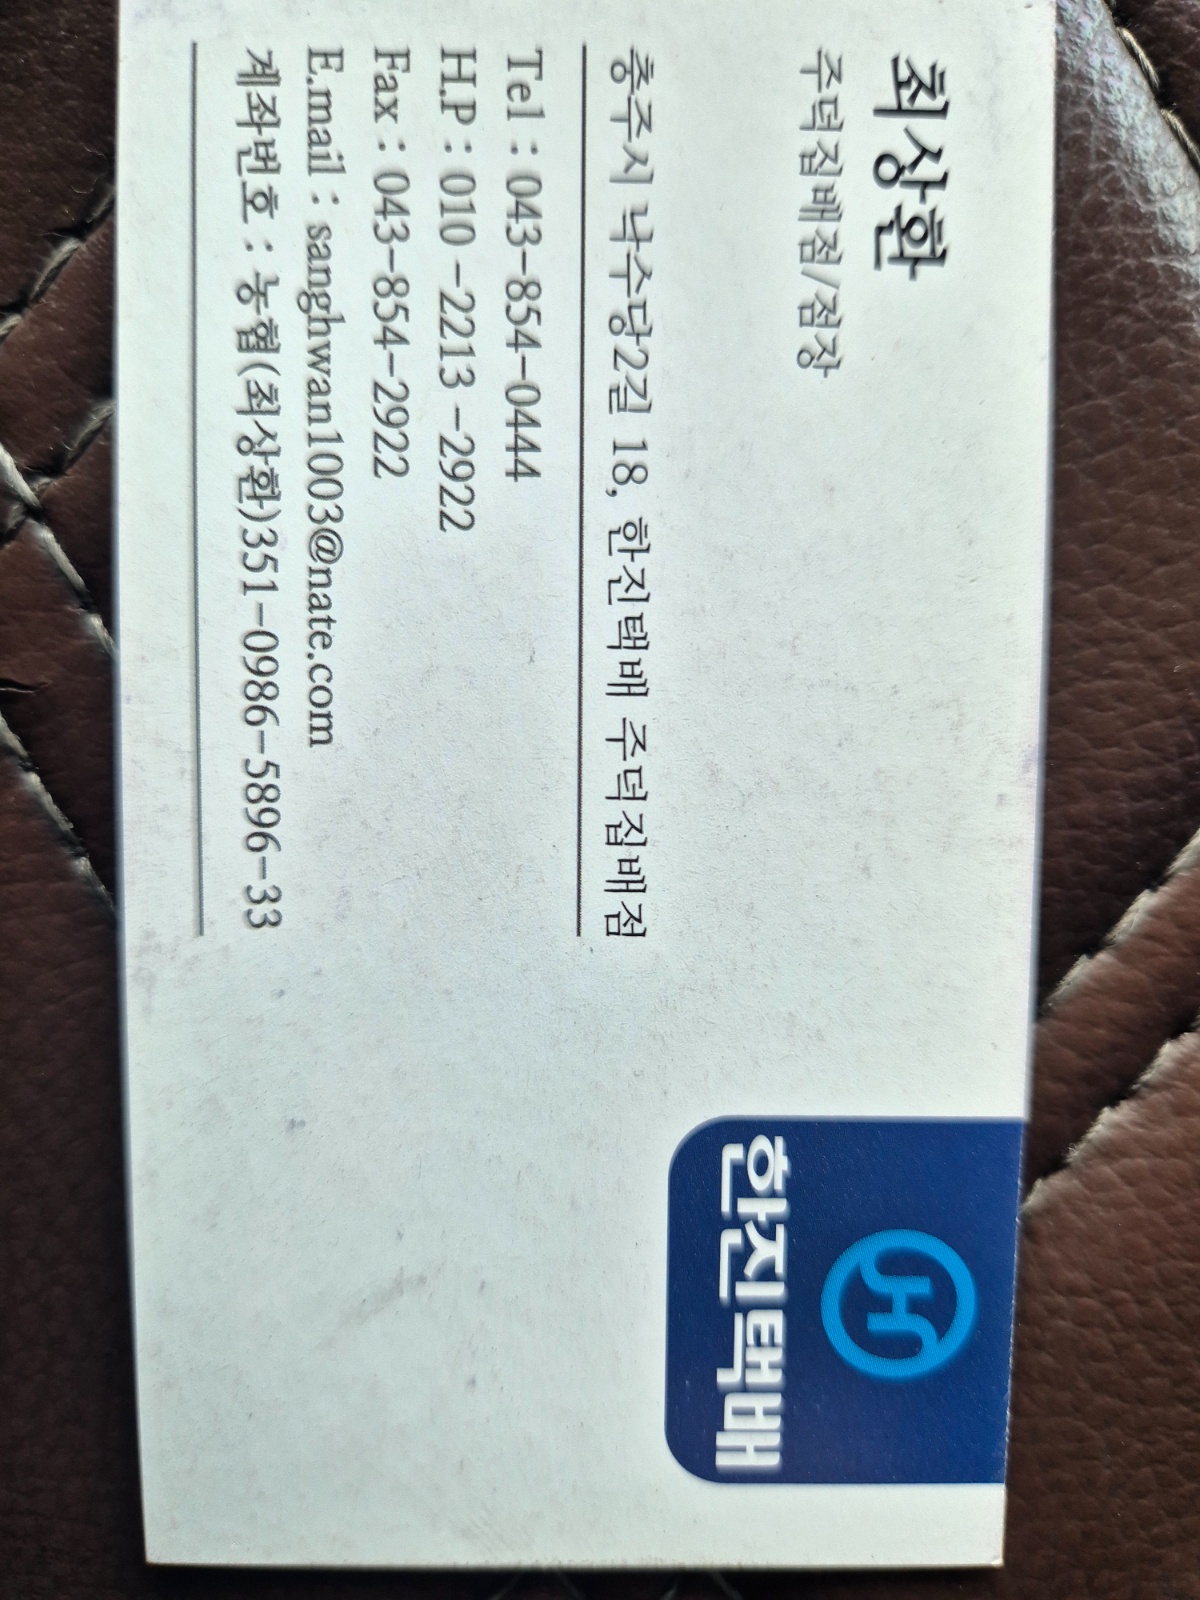 최상환
주덕집배점/점장
충주시 낙수당2길 18, 한진택배 주덕집배점
Tel : 043-854-0444
H.P : 010 -2213 -2922
Fax : 043-854-2922
E.mail : sanghwan1003@nate.com
계좌번호 : 농협(최상환)351-0986-5896-33
한진택배